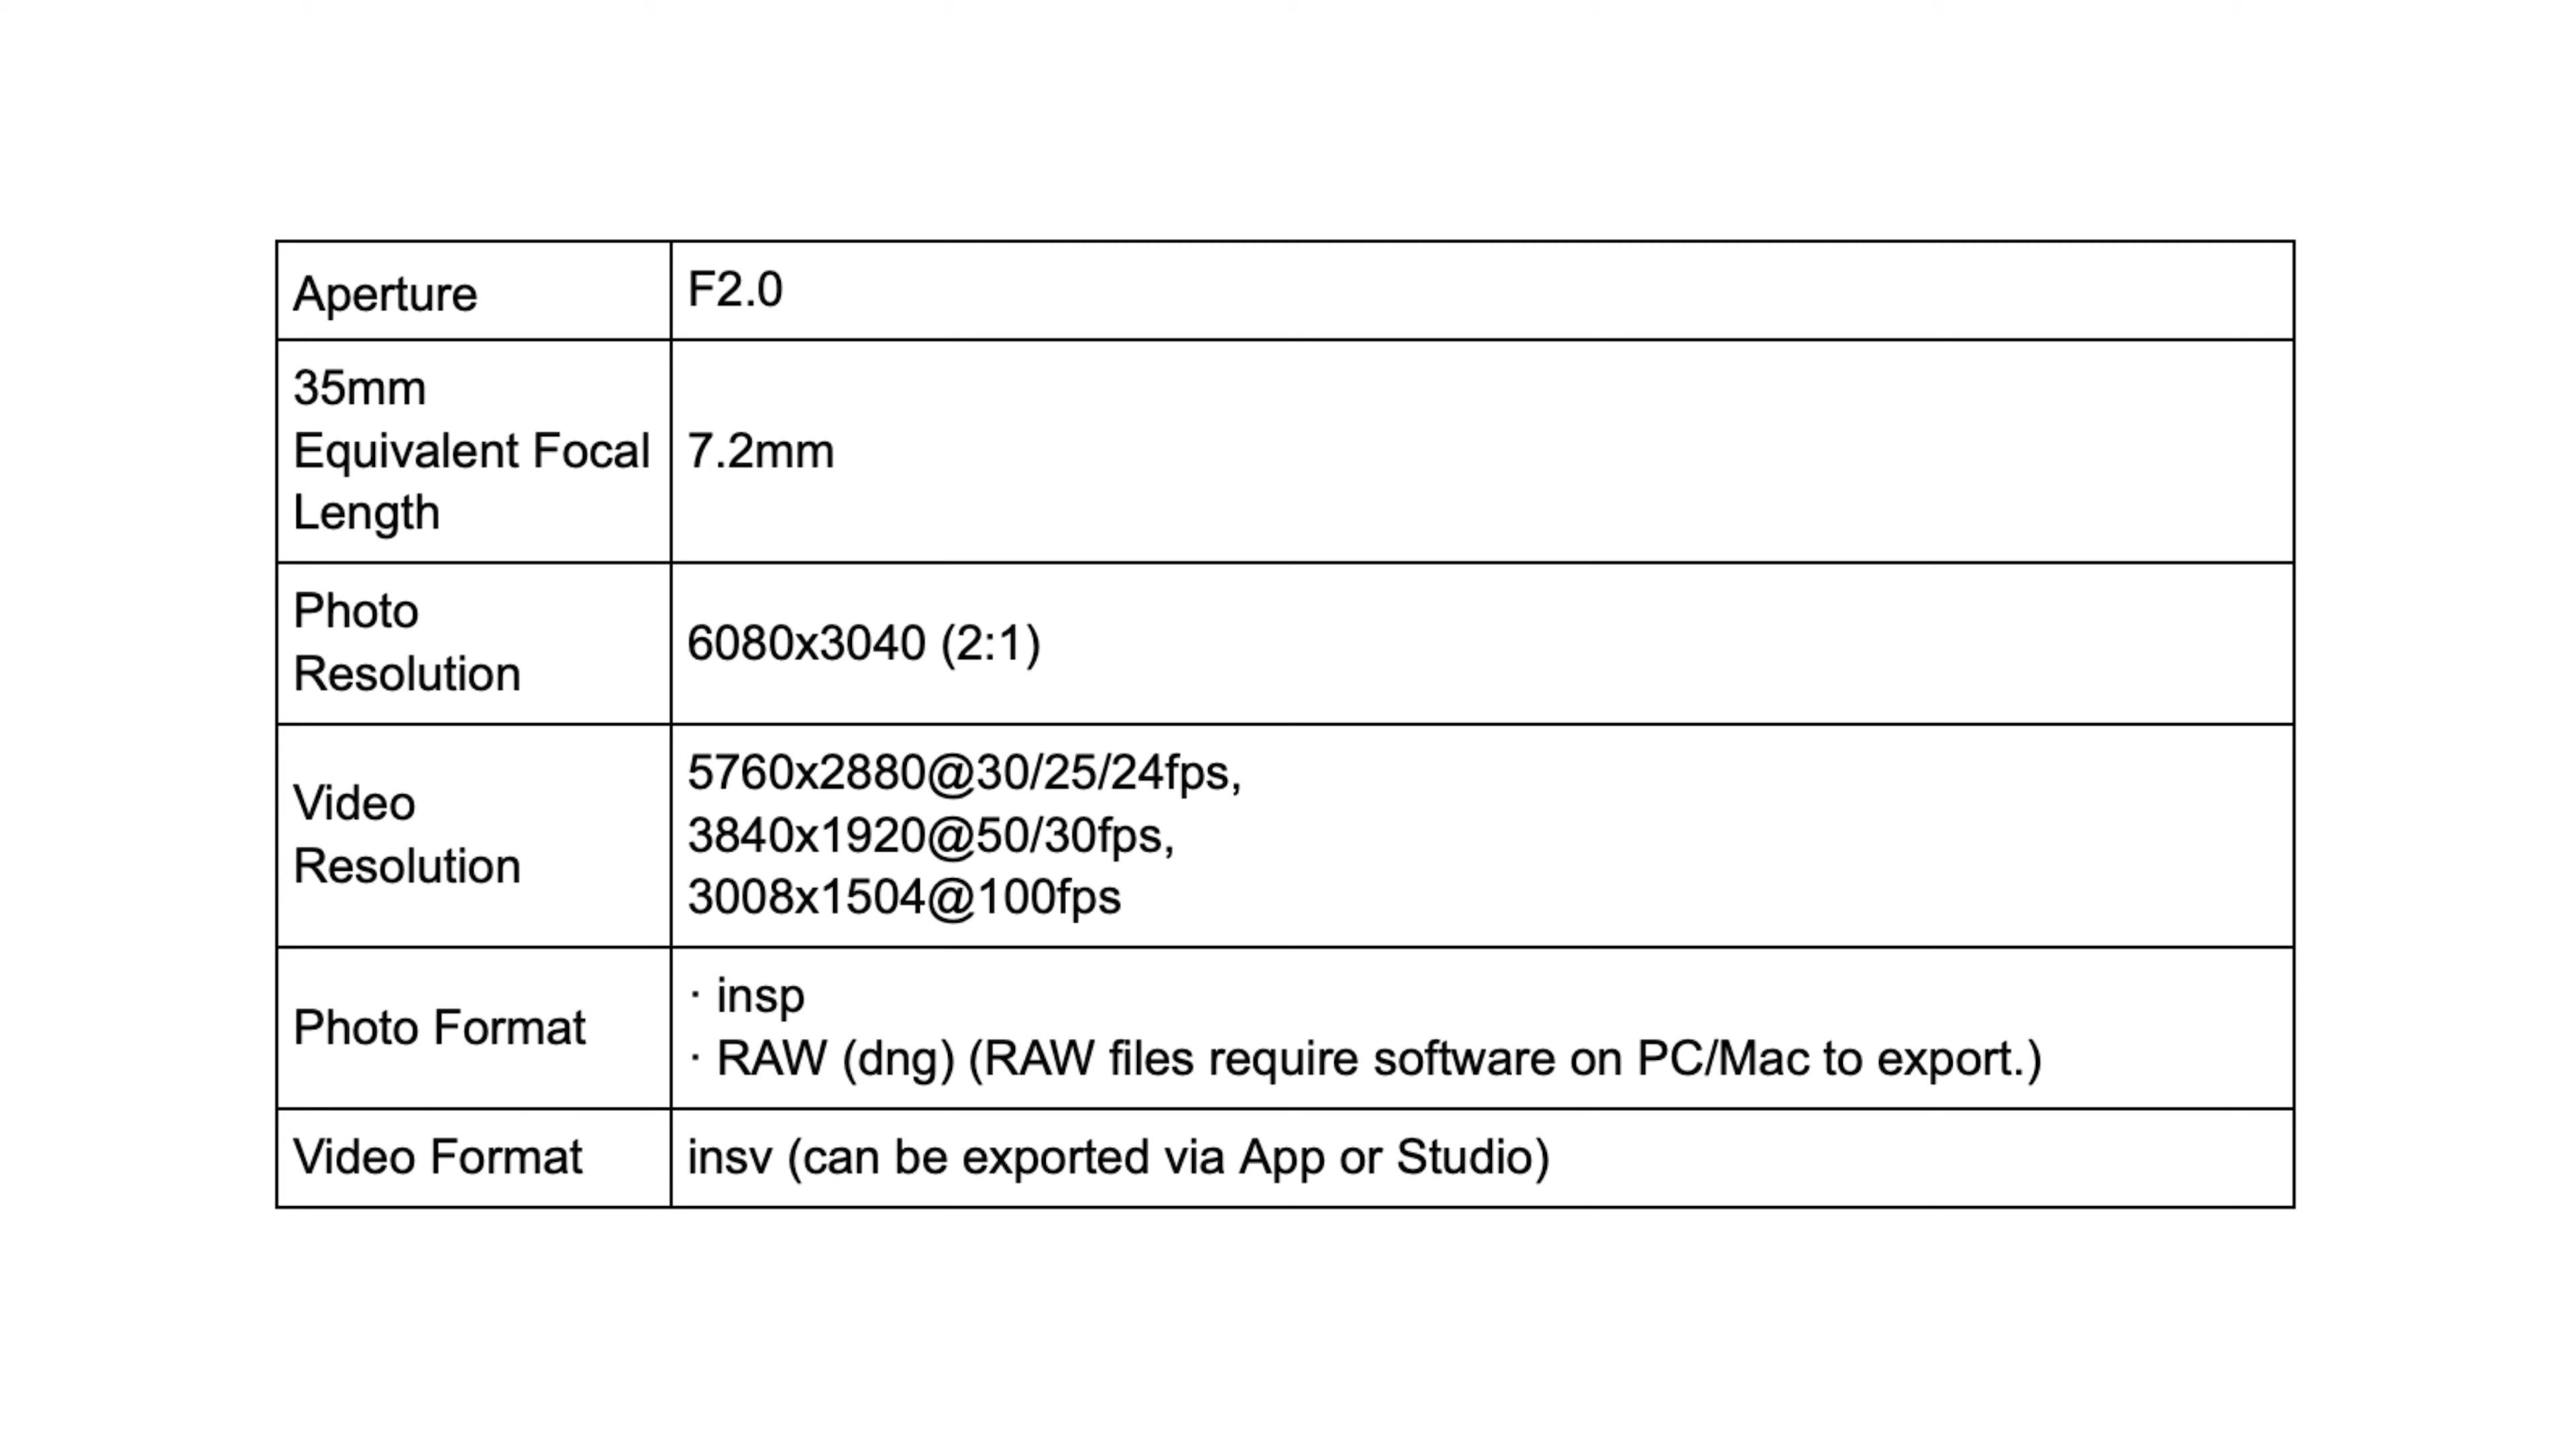 Aperture
F2.0
35mm
Equivalent Focal
Length
7.2mm
Photo
Resolution
6080x3040 (2:1)
Video
Resolution
5760x2880@30/25/24fps,
3840x1920@50/30fps,
3008x1504@100fps
Photo Format
· insp
· RAW (dng) (RAW files require software on PC/Mac to export.)
Video Format
insv (can be exported via App or Studio)